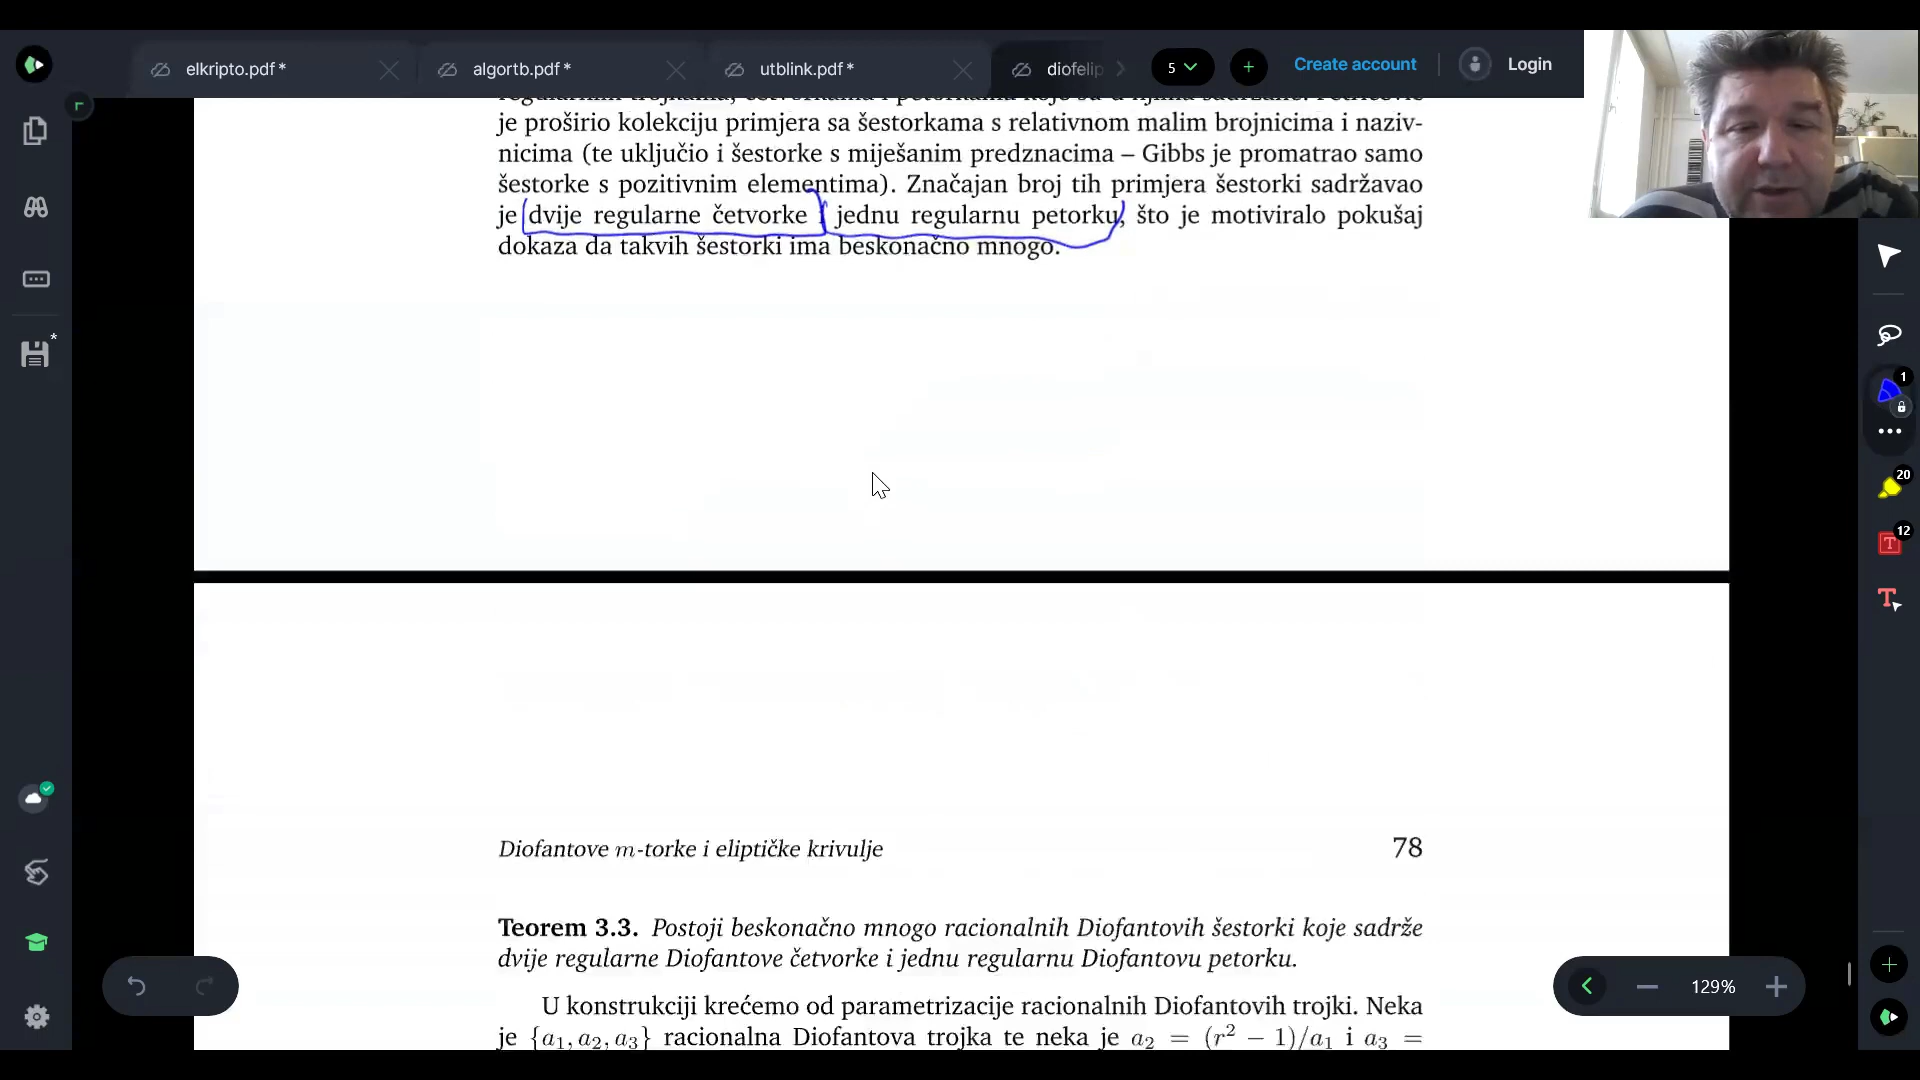 elkripto.pdf*
algortb.pdf*
utblink.pdf*
diofelip
5
Create account
Login
je proširio kolekciju primjera sa šestorkama s relativnom malim brojnicima i naziv-
nicima (te uključio i šestorke s miješanim predznacima – Gibbs je promatrao samo
šestorke s pozitivnim elementima). Značajan broj tih primjera šestorki sadržavao
je dvije regularne četvorke i jednu regularnu petorku, što je motiviralo pokušaj
dokaza da takvih šestorki ima beskonačno mnogo.
1
20
12
Diofantove m-torke i eliptičke krivulje 78
Teorem 3.3. Postoji beskonačno mnogo racionalnih Diofantovih šestorki koje sadrže
dvije regularne Diofantove četvorke i jednu regularnu Diofantovu petorku.
U konstrukciji krećemo od parametrizacije racionalnih Diofantovih trojki. Neka
je {a₁, a₂, a₃} racionalna Diofantova trojka te neka je a₂ = (r² − 1)/a₁ i a₃ =
129%